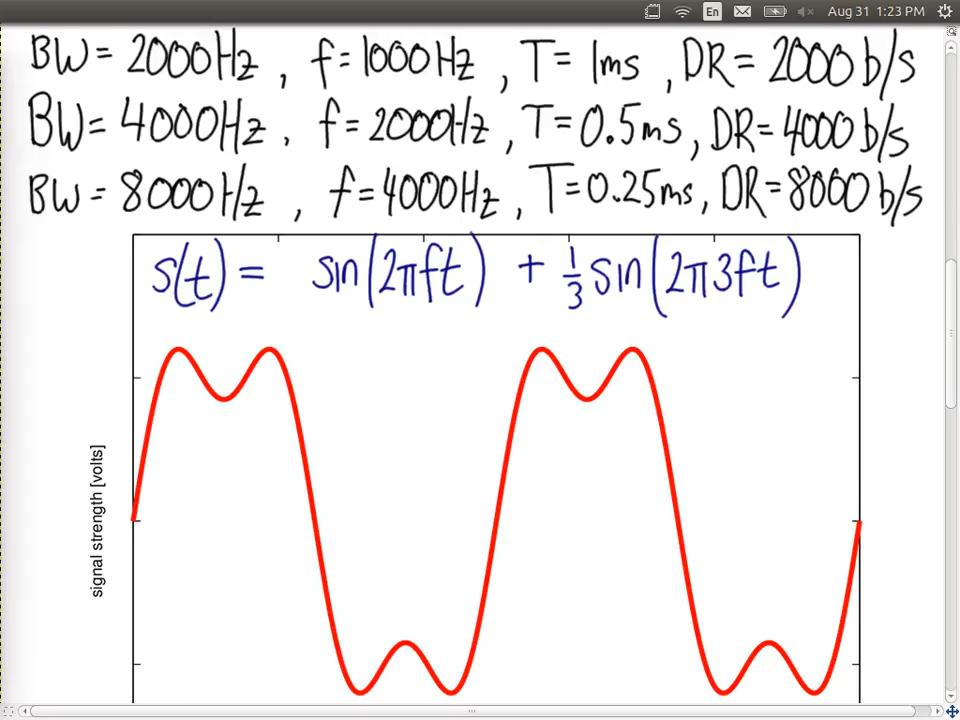 En Aug 31 1:23 PM
BW = 2000Hz , f = 1000Hz , T = 1ms , DR = 2000 b/s
BW = 4000Hz , f = 2000Hz , T = 0.5ms , DR = 4000 b/s
BW = 8000Hz , f = 4000Hz , T = 0.25ms , DR = 8000 b/s
s(t) = sin(2πft) + 1/3 sin(2π3ft)
signal strength [volts]